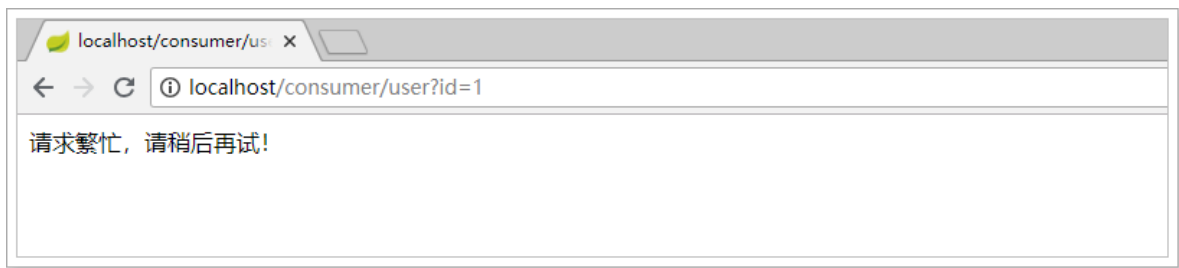 localhost/consumer/us
localhost/consumer/user?id=1
请求繁忙，请稍后再试！